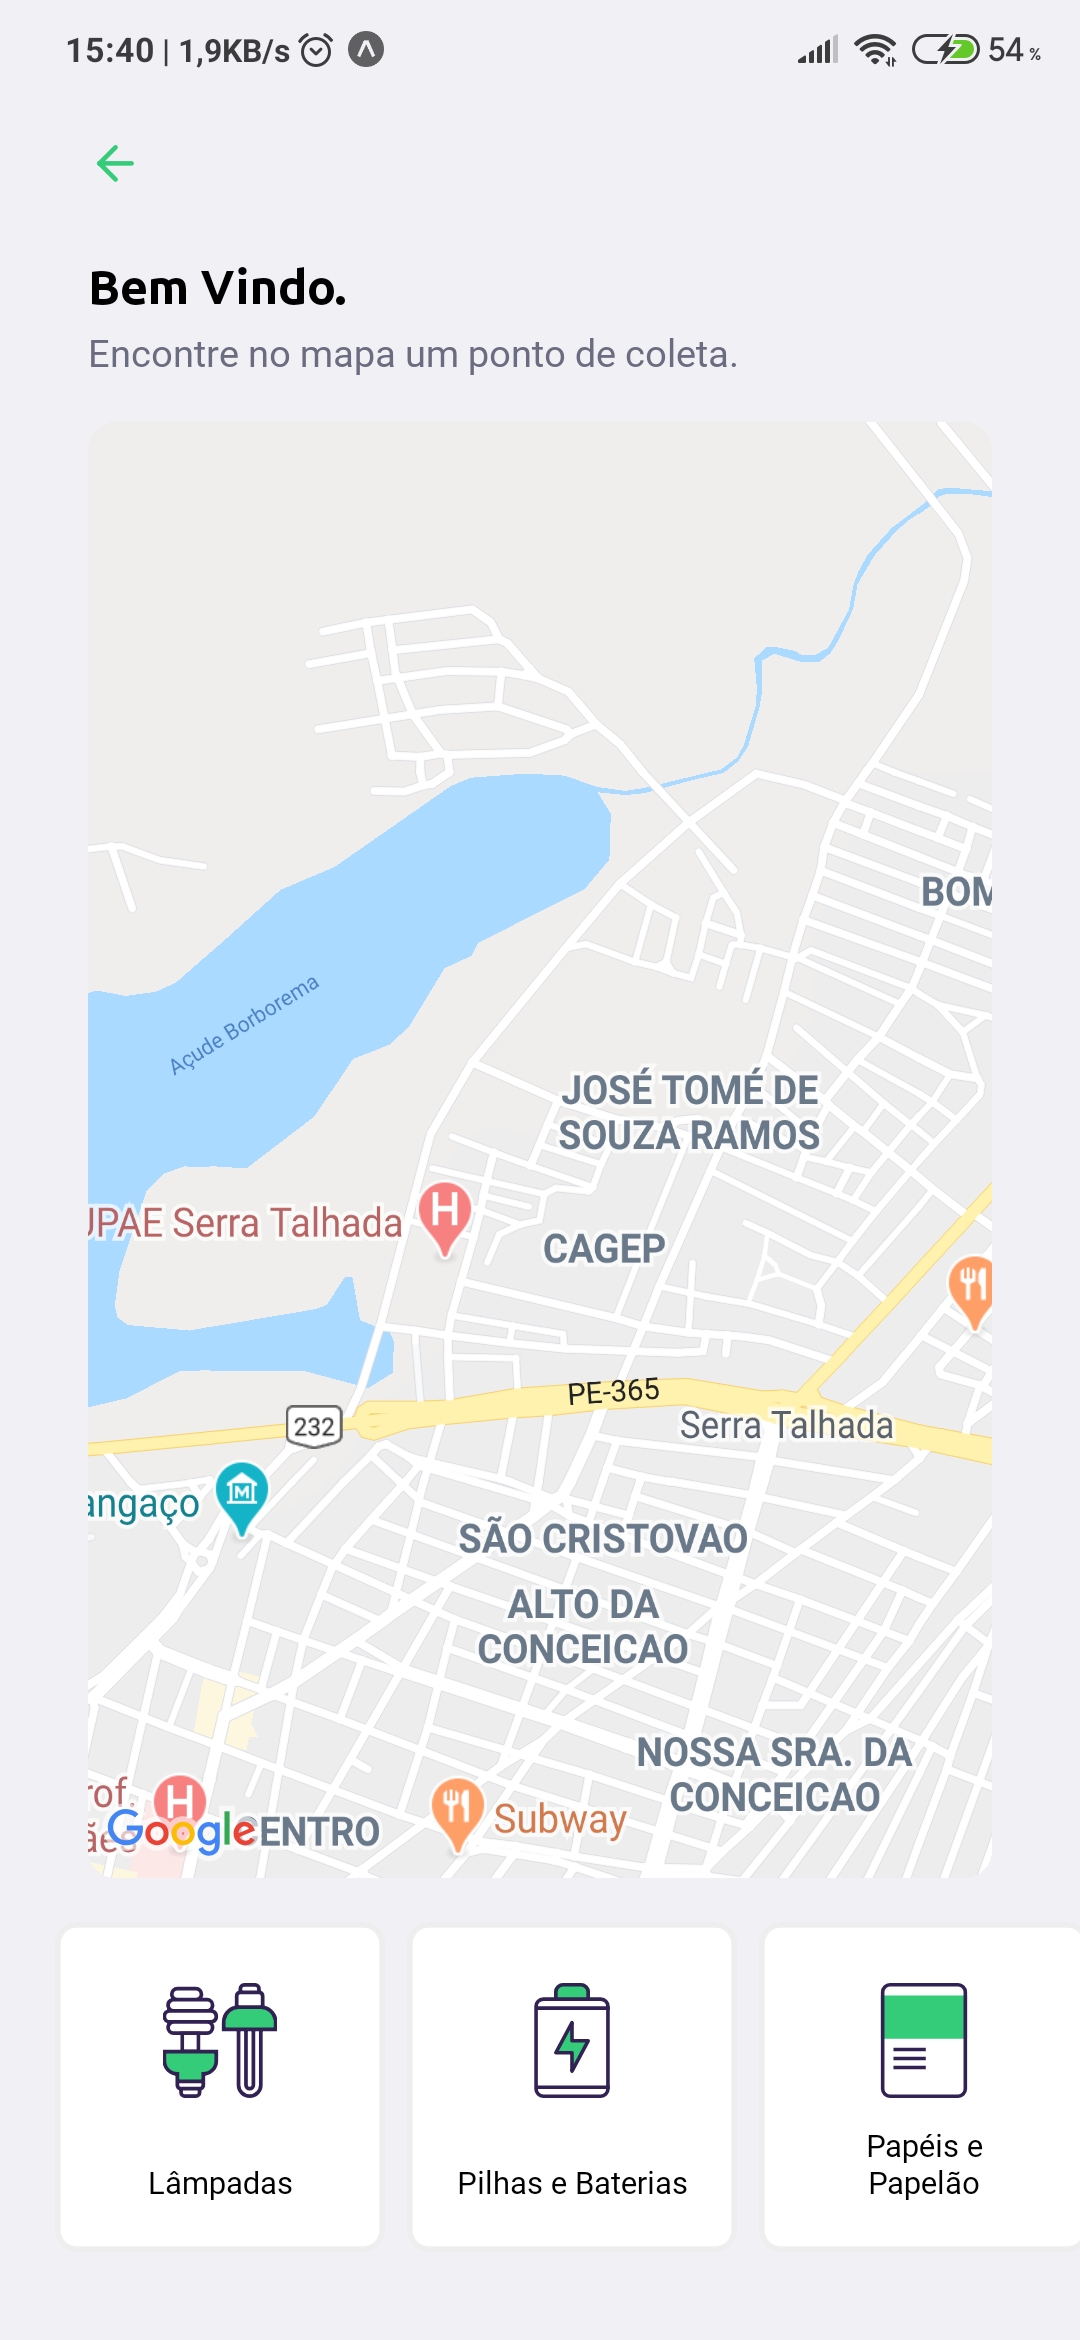 15:40 | 1,9KB/s
54 %
Bem Vindo.
Encontre no mapa um ponto de coleta.
BOM
Açude Borborema
JOSÉ TOMÉ DE
SOUZA RAMOS
UPAE Serra Talhada
H
CAGEP
PE-365
232
Serra Talhada
angaço
M
SÃO CRISTOVAO
ALTO DA
CONCEICAO
NOSSA SRA. DA
CONCEICAO
rof.
H
ães
Google
ENTRO
Subway
Lâmpadas
Pilhas e Baterias
Papéis e
Papelão